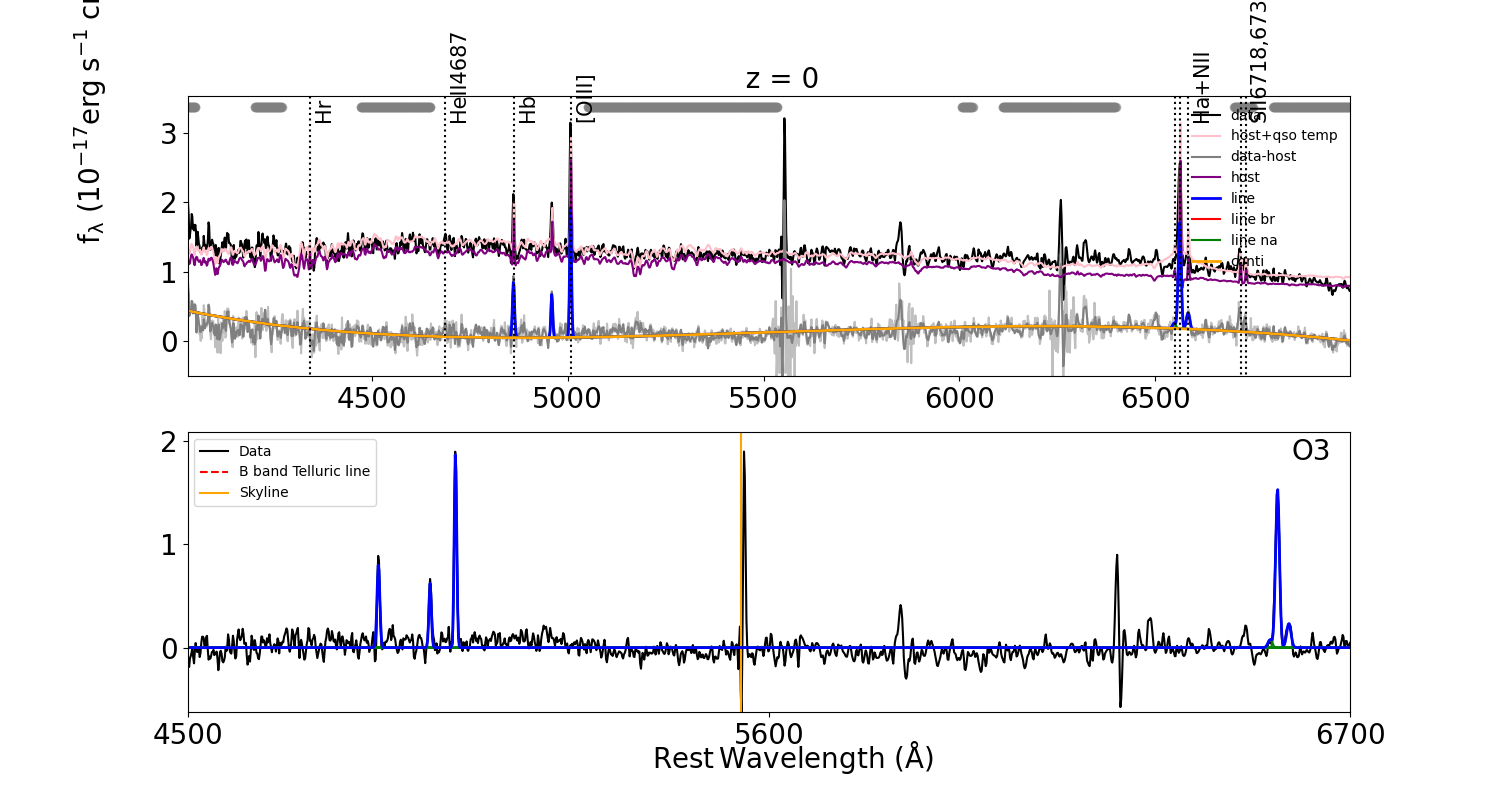 z = 0
f_λ (10⁻¹⁷erg s⁻¹
Hr
HeII4687
Hb
[OIII]
Ha+NII
SII6718,673
data
host+qso temp
data-host
host
line
line br
line na
conti
3
2
1
0
4500 5000 5500 6000 6500
O3
Data
B band Telluric line
Skyline
2
1
0
4500 5600 6700
Rest Wavelength (Å)